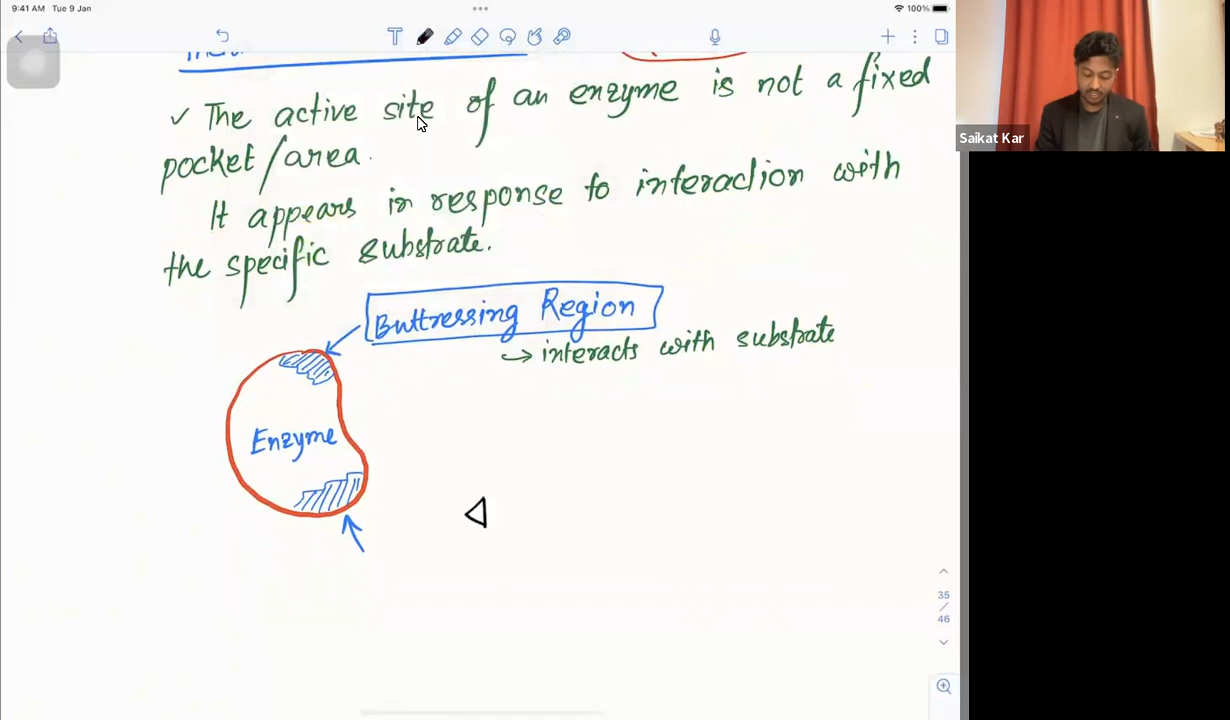 9:41 AM Tue 9 Jan
100%
Saikat Kar
✓ The active site of an enzyme is not a fixed
pocket/area.
It appears in response to interaction with
the specific substrate.
Buttressing Region
↳ interacts with substrate
Enzyme
35
/
46